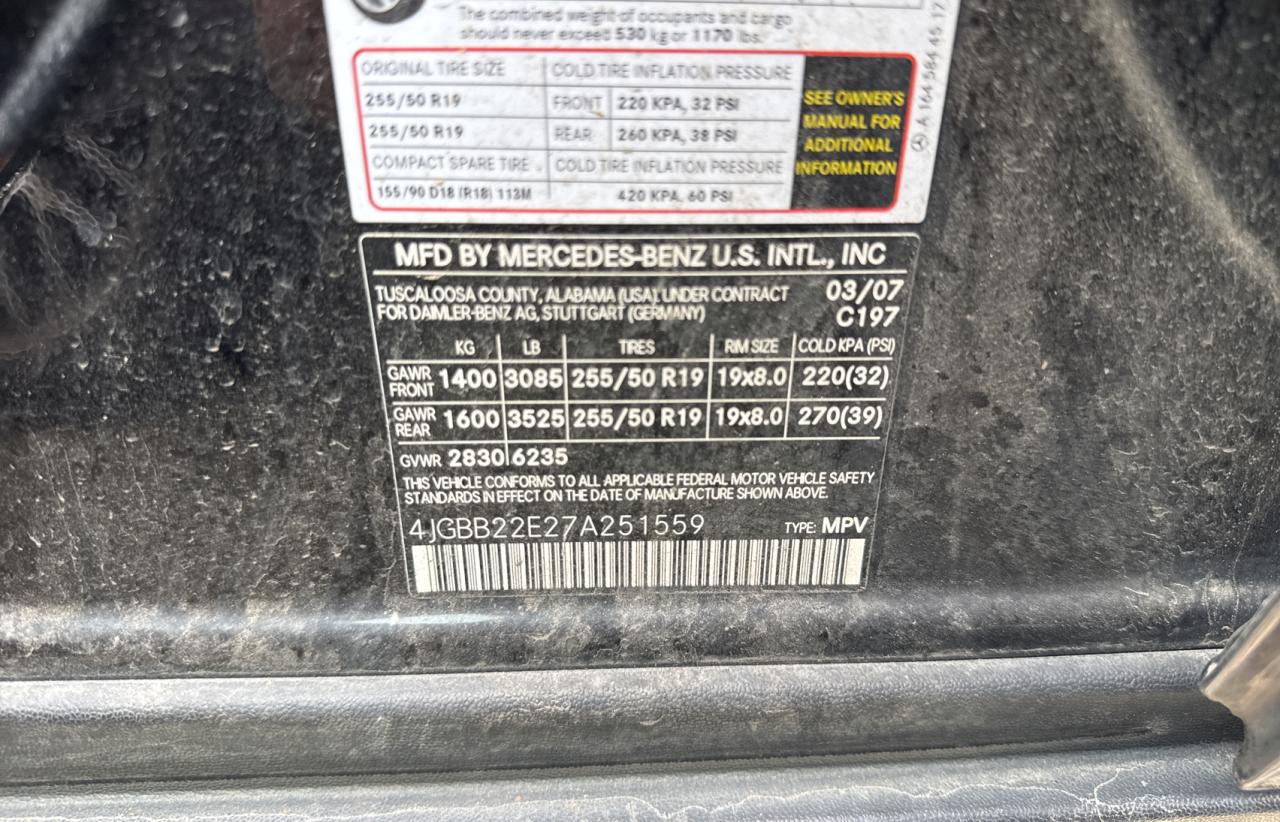 The combined weight of occupants and cargo
should never exceed 530 kg or 1170 lbs.
ORIGINAL TIRE SIZE COLD TIRE INFLATION PRESSURE
255/50 R19 FRONT 220 KPA, 32 PSI
255/50 R19 REAR 260 KPA, 38 PSI
COMPACT SPARE TIRE COLD TIRE INFLATION PRESSURE
155/90 D18 (R18) 113M 420 KPA, 60 PSI
SEE OWNER'S
MANUAL FOR
ADDITIONAL
INFORMATION
A 164 584 45 17
MFD BY MERCEDES-BENZ U.S. INTL., INC
TUSCALOOSA COUNTY, ALABAMA (USA), UNDER CONTRACT 03/07
FOR DAIMLER-BENZ AG, STUTTGART (GERMANY) C197
KG LB TIRES RIM SIZE COLD KPA (PSI)
GAWR FRONT 1400 3085 255/50 R19 19x8.0 220(32)
GAWR REAR 1600 3525 255/50 R19 19x8.0 270(39)
GVWR 2830 6235
THIS VEHICLE CONFORMS TO ALL APPLICABLE FEDERAL MOTOR VEHICLE SAFETY
STANDARDS IN EFFECT ON THE DATE OF MANUFACTURE SHOWN ABOVE.
4JGBB22E27A251559 TYPE: MPV